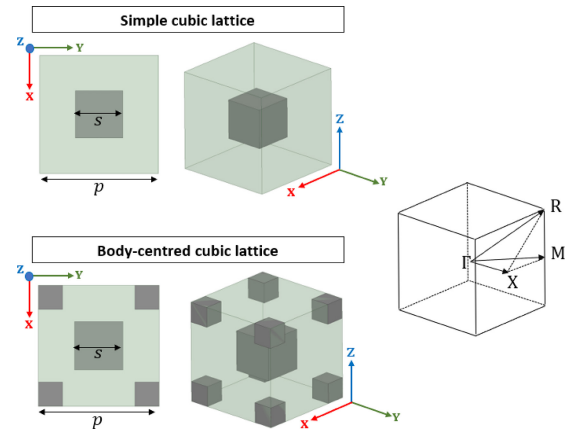 Simple cubic lattice
Z
Y
X
s
p
Z
X
Y
Body-centred cubic lattice
Z
Y
X
s
p
Z
X
Y
R
Γ
M
X